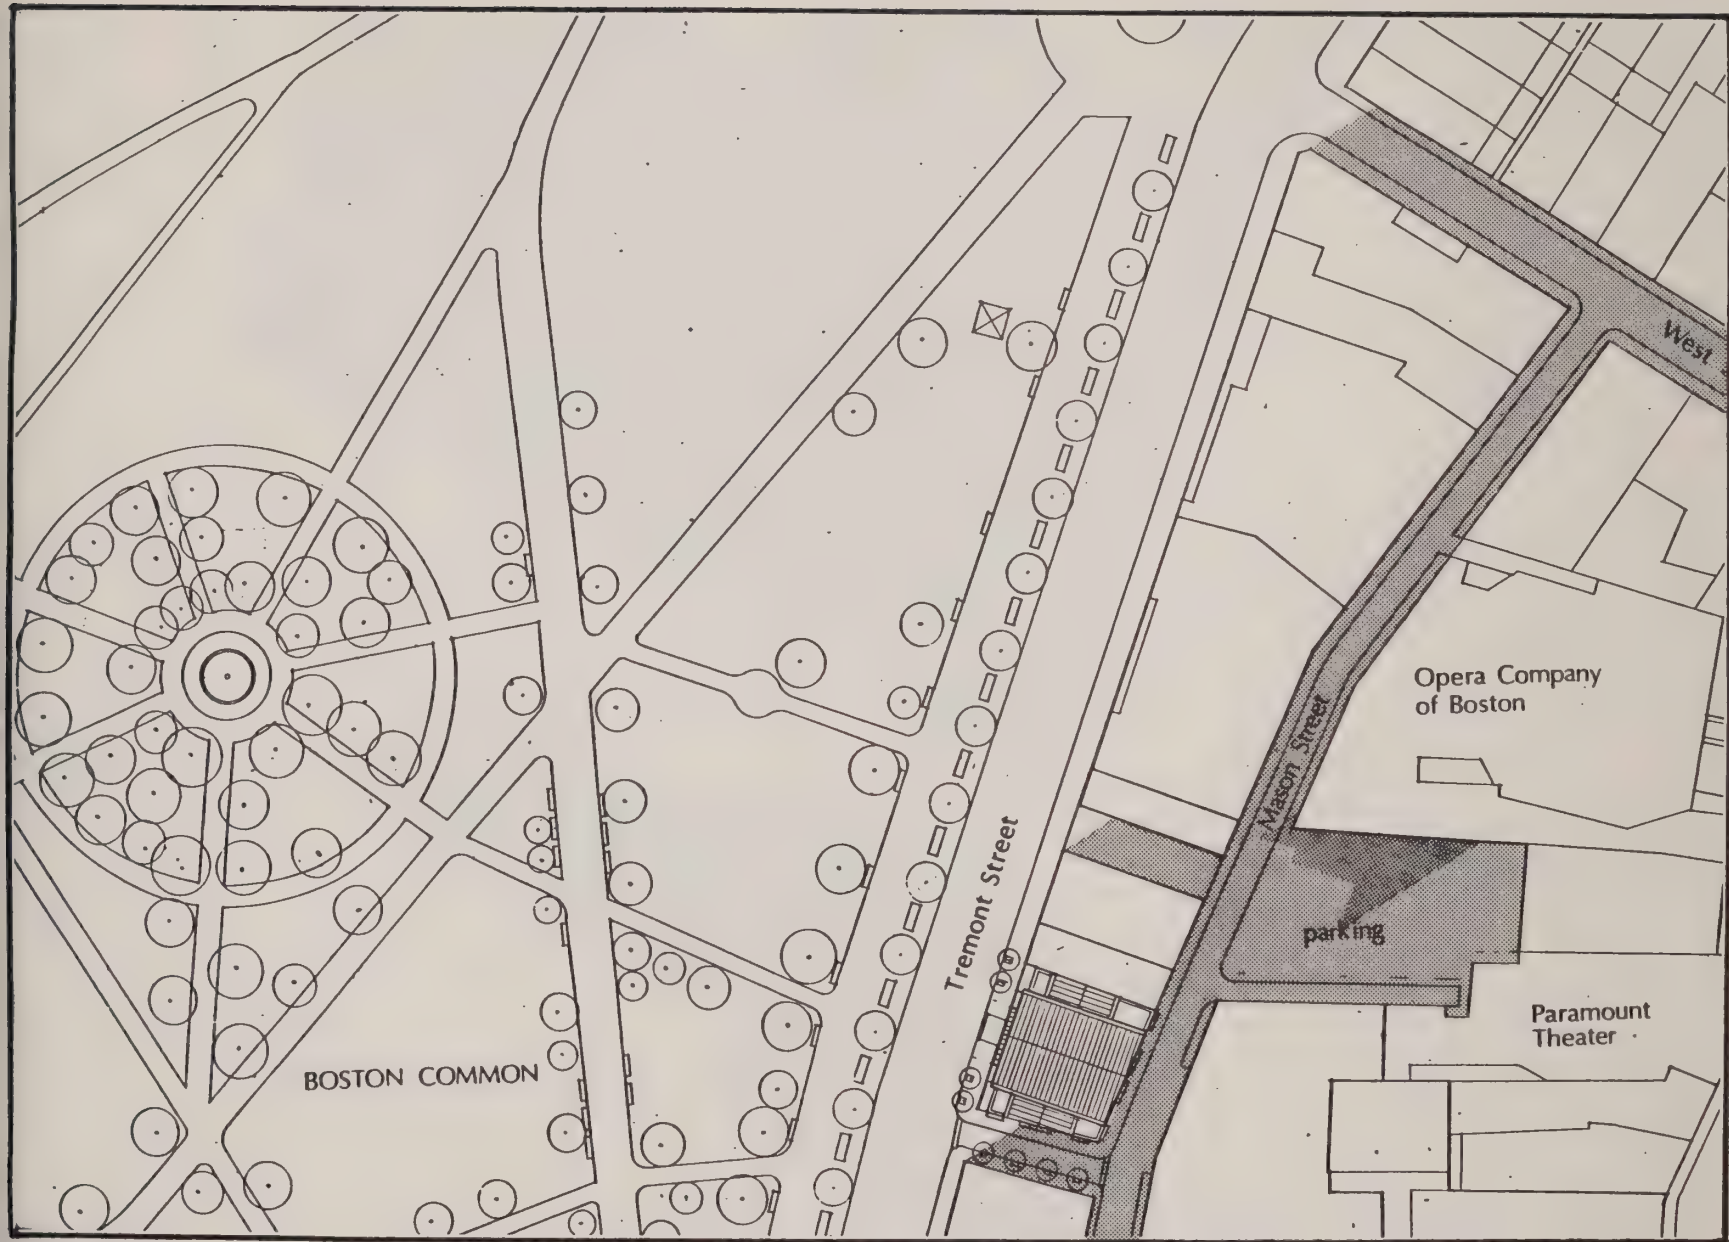 West
Opera Company
of Boston
Mason Street
Tremont Street
parking
Paramount
Theater
BOSTON COMMON